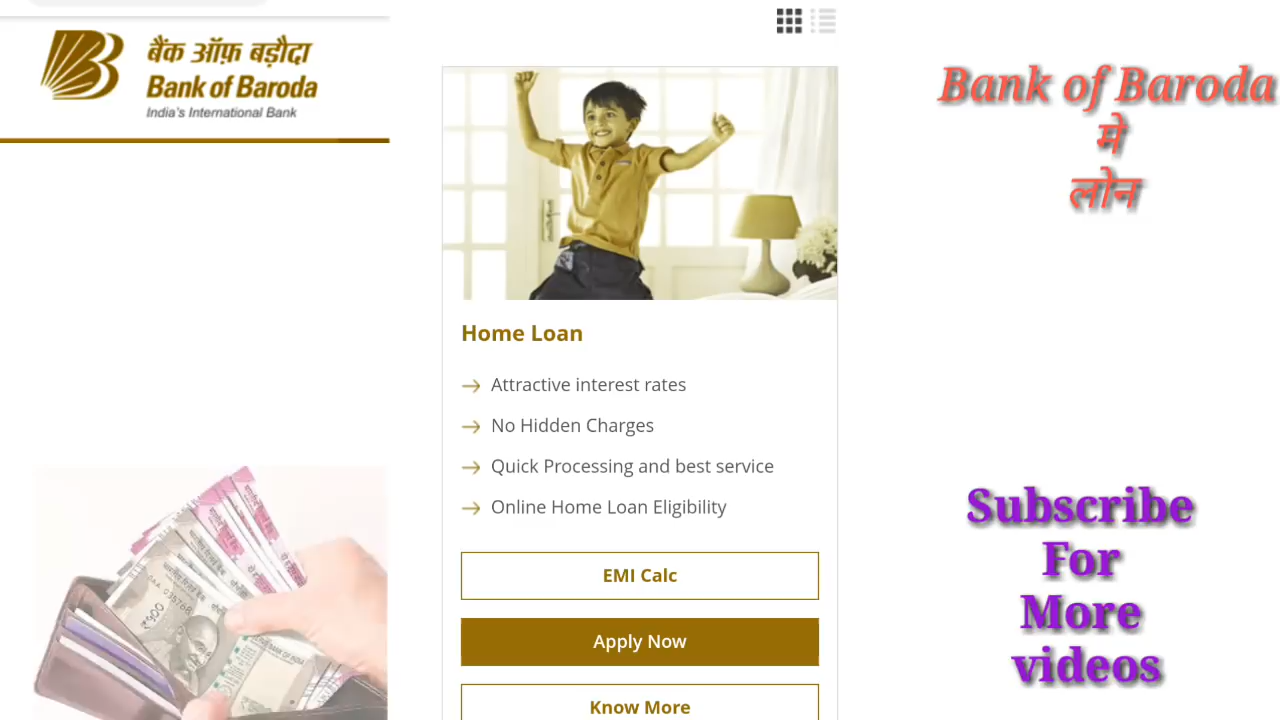 बैंक ऑफ़ बड़ौदा
Bank of Baroda
India's International Bank
Home Loan
Attractive interest rates
No Hidden Charges
Quick Processing and best service
Online Home Loan Eligibility
EMI Calc
Apply Now
Know More
Bank of Baroda
मे
लोन
Subscribe
For
More
videos